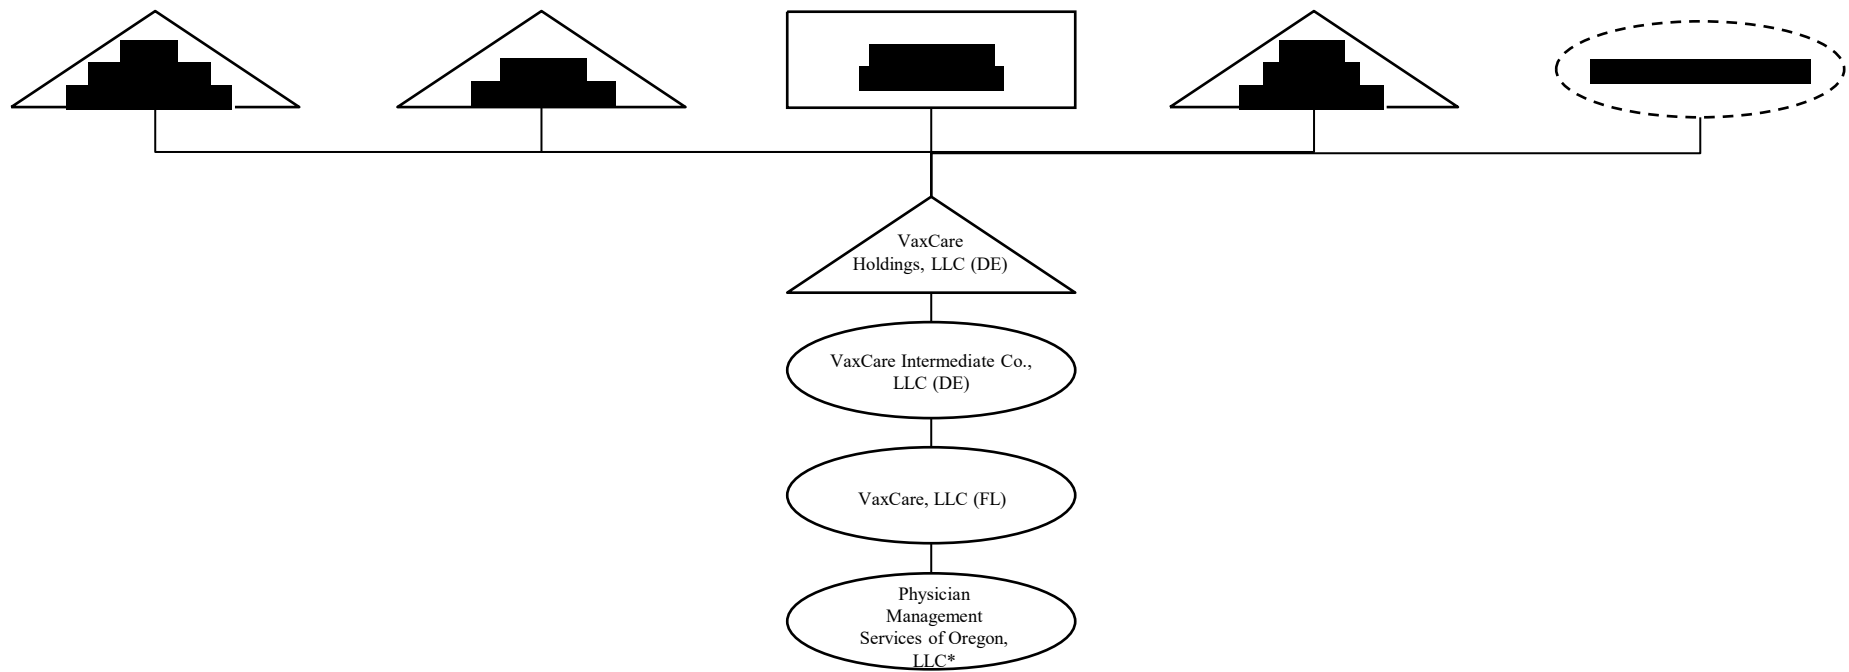 VaxCare
Holdings, LLC (DE)
VaxCare Intermediate Co.,
LLC (DE)
VaxCare, LLC (FL)
Physician
Management
Services of Oregon,
LLC*